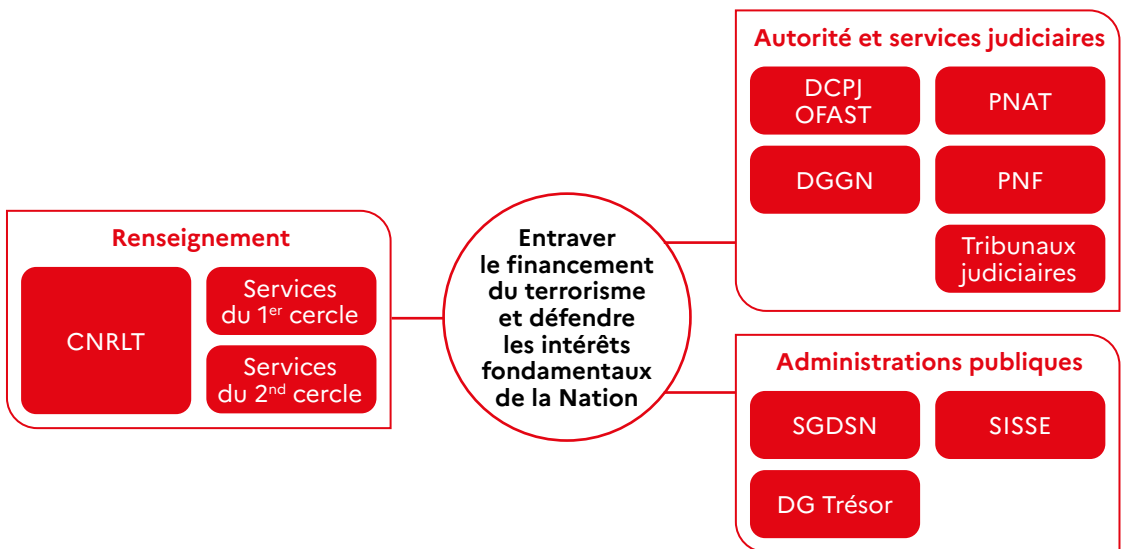 Renseignement
CNRLT
Services
du 1er cercle
Services
du 2nd cercle
Entraver
le financement
du terrorisme
et défendre
les intérêts
fondamentaux
de la Nation
Autorité et services judiciaires
DCPJ
OFAST
PNAT
DGGN
PNF
Tribunaux
judiciaires
Administrations publiques
SGDSN
SISSE
DG Trésor